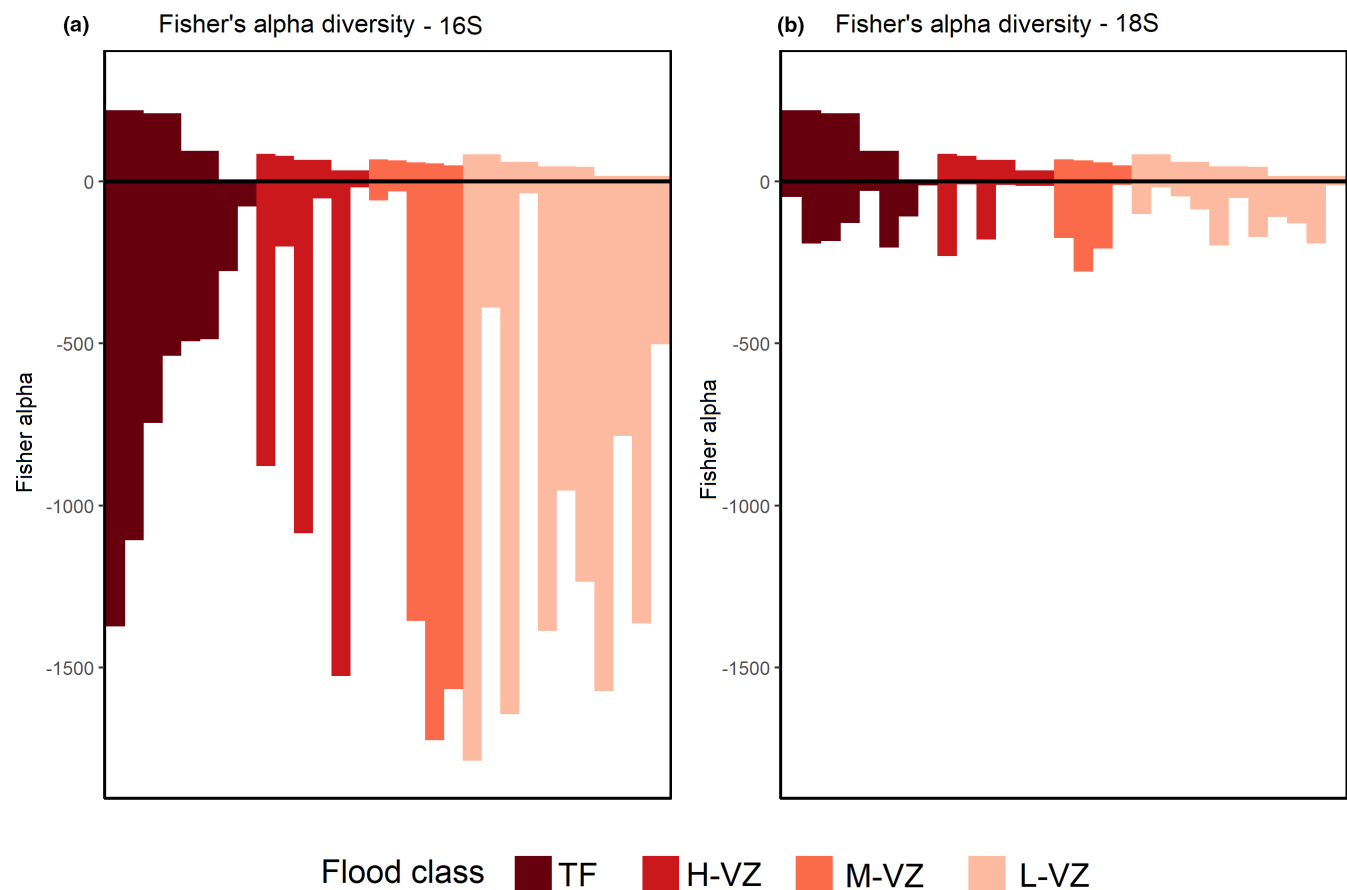 (a) Fisher's alpha diversity - 16S
0
-500
-1000
-1500
Fisher alpha
(b) Fisher's alpha diversity - 18S
0
-500
-1000
-1500
Fisher alpha
Flood class TF H-VZ M-VZ L-VZ